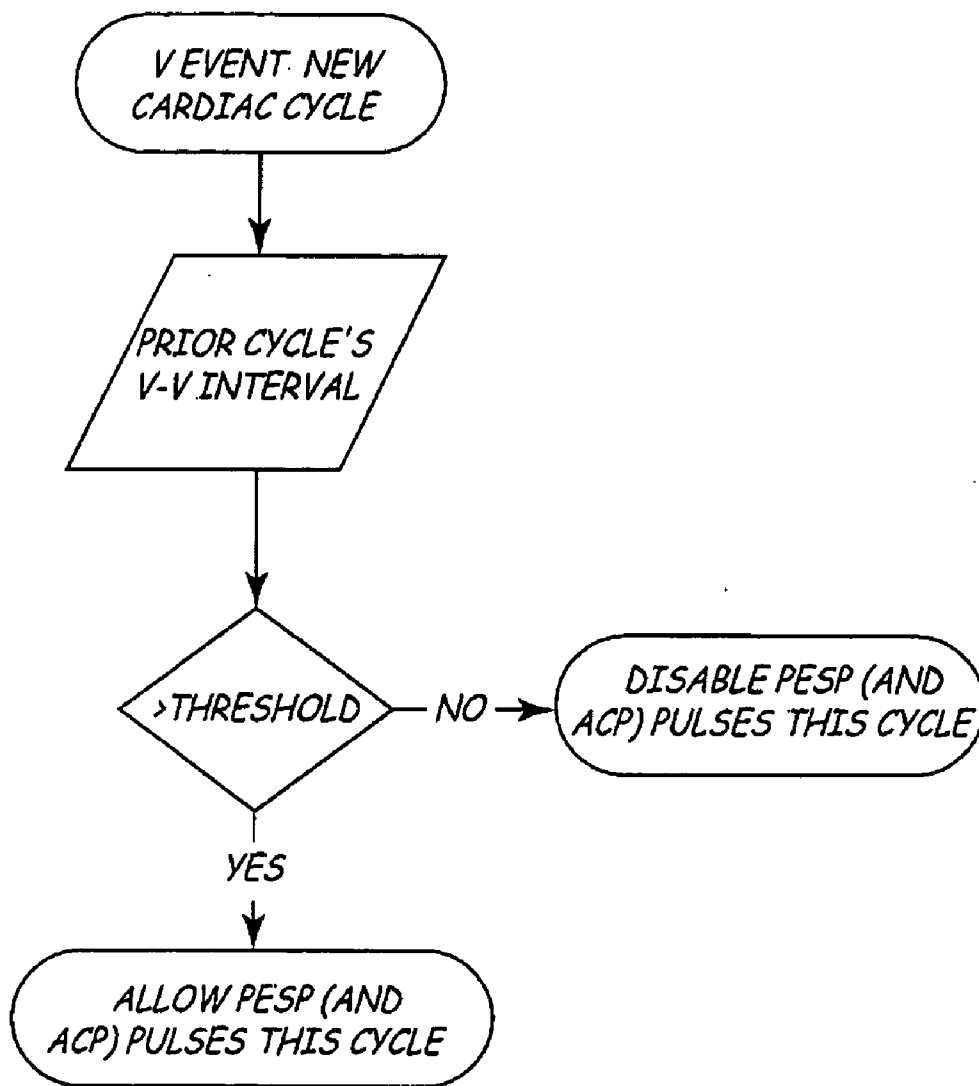 V EVENT: NEW
CARDIAC CYCLE
PRIOR CYCLE'S
V-V INTERVAL
>THRESHOLD
NO
DISABLE PESP (AND
ACP) PULSES THIS CYCLE
YES
ALLOW PESP (AND
ACP) PULSES THIS CYCLE